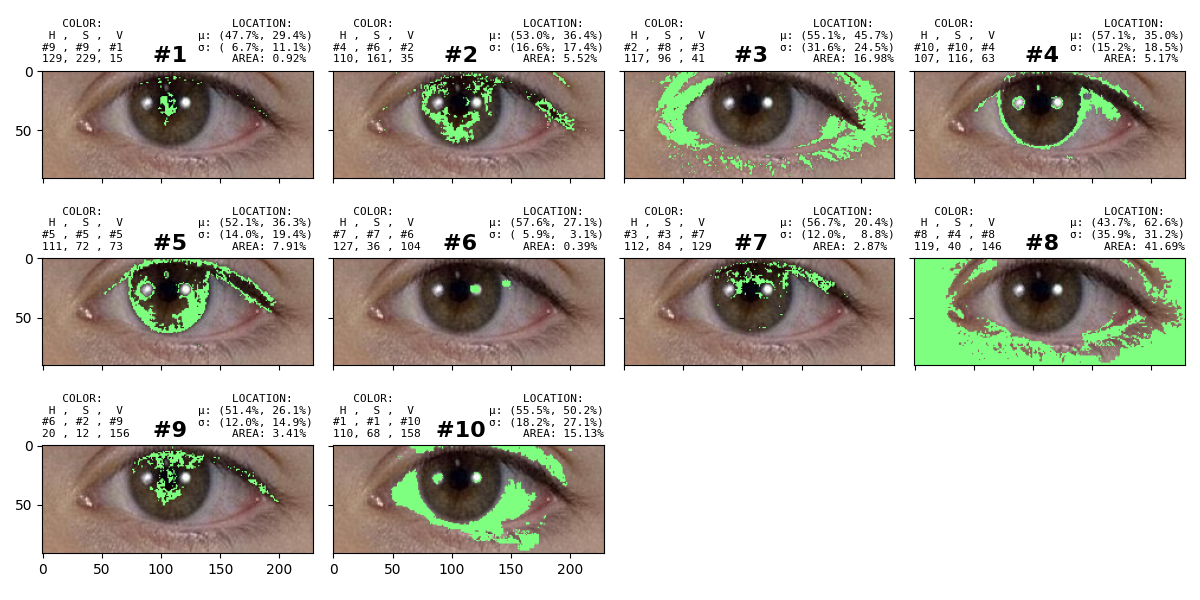 COLOR: LOCATION:
H , S , V μ: (47.7%, 29.4%)
#9 , #9 , #1 #1 σ: ( 6.7%, 11.1%)
129, 229, 15 AREA: 0.92%
COLOR: LOCATION:
H , S , V μ: (53.0%, 36.4%)
#4 , #6 , #2 #2 σ: (16.6%, 17.4%)
110, 161, 35 AREA: 5.52%
COLOR: LOCATION:
H , S , V μ: (55.1%, 45.7%)
#2 , #8 , #3 #3 σ: (31.6%, 24.5%)
117, 96 , 41 AREA: 16.98%
COLOR: LOCATION:
H , S , V μ: (57.1%, 35.0%)
#10, #10, #4 #4 σ: (15.2%, 18.5%)
107, 116, 63 AREA: 5.17%
0
50
COLOR: LOCATION:
H , S , V μ: (52.1%, 36.3%)
#5 , #5 , #5 #5 σ: (14.0%, 19.4%)
111, 72 , 73 AREA: 7.91%
COLOR: LOCATION:
H , S , V μ: (57.6%, 27.1%)
#7 , #7 , #6 #6 σ: ( 5.9%, 3.1%)
127, 36 , 104 AREA: 0.39%
COLOR: LOCATION:
H , S , V μ: (56.7%, 20.4%)
#3 , #3 , #7 #7 σ: (12.0%, 8.8%)
112, 84 , 129 AREA: 2.87%
COLOR: LOCATION:
H , S , V μ: (43.7%, 62.6%)
#8 , #4 , #8 #8 σ: (35.9%, 31.2%)
119, 40 , 146 AREA: 41.69%
0
50
COLOR: LOCATION:
H , S , V μ: (51.4%, 26.1%)
#6 , #2 , #9 #9 σ: (12.0%, 14.9%)
20 , 12 , 156 AREA: 3.41%
COLOR: LOCATION:
H , S , V μ: (55.5%, 50.2%)
#1 , #1 , #10 #10 σ: (18.2%, 27.1%)
110, 68 , 158 AREA: 15.13%
0
50
0 50 100 150 200
0 50 100 150 200